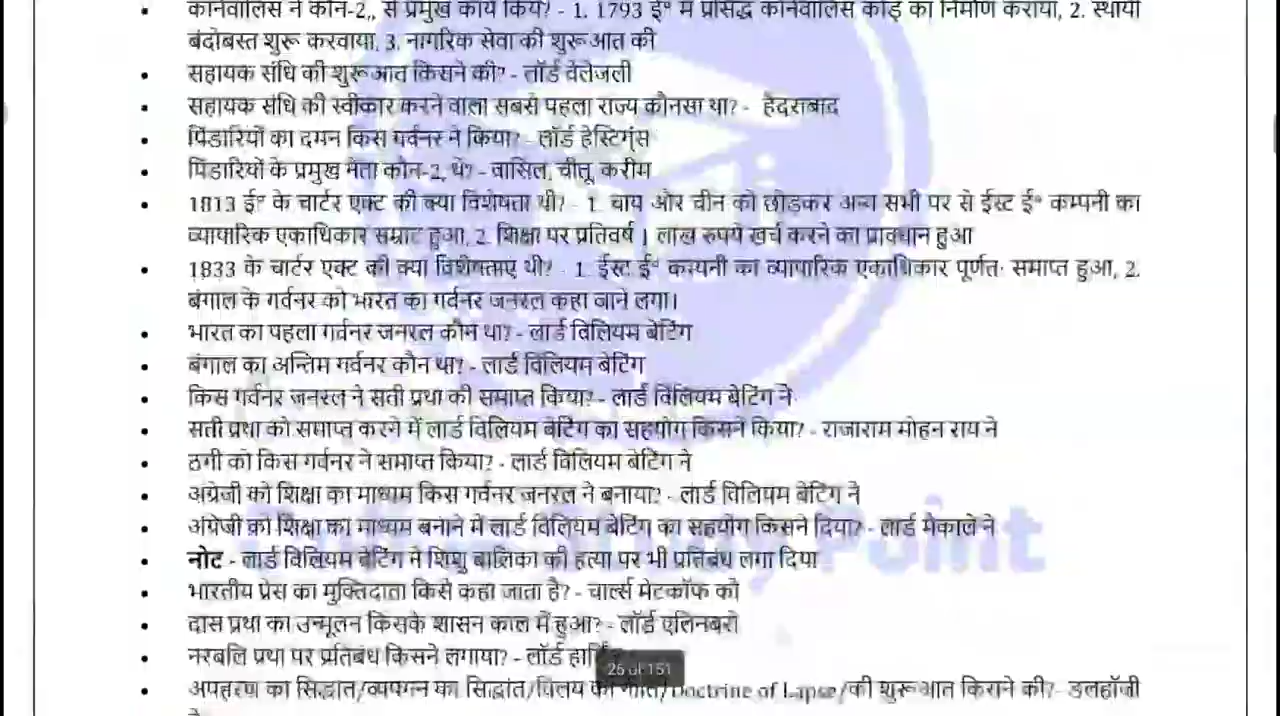 कॉर्नवालिस ने कौन-2,, से प्रमुख कार्य किये? - 1. 1793 ई° में प्रसिद्ध कॉर्नवालिस कोड का निर्माण कराया, 2. स्थायी
बंदोबस्त शुरू करवाया, 3. नागरिक सेवा की शुरूआत की
• सहायक संधि की शुरूआत किसने की? - लॉर्ड वेलेजली
• सहायक संधि की स्वीकार करने वाला सबसे पहला राज्य कौनसा था? - हैदराबाद
• पिंडारियों का दमन किस गर्वनर ने किया? - लॉर्ड हेस्टिग्ंस
• पिंडारियों के प्रमुख नेता कौन-2, थे? - वासिल, चीतू, करीम
• 1813 ई° के चार्टर एक्ट की क्या विशेषता थी? - 1. चाय और चीन को छोडकर अन्य सभी पर से ईस्ट ई° कम्पनी का
व्यापारिक एकाधिकार सम्राट हुआ, 2. शिक्षा पर प्रतिवर्ष 1 लाख रुपये खर्च करने का प्रावधान हुआ
• 1833 के चार्टर एक्ट की क्या विशेषताए थी? - 1. ईस्ट ई° कम्पनी का व्यापारिक एकाधिकार पूर्णतः समाप्त हुआ, 2.
बंगाल के गर्वनर को भारत का गर्वनर जनरल कहा जाने लगा।
• भारत का पहला गर्वनर जनरल कौन था? - लार्ड विलियम बेटिंग
• बंगाल का अन्तिम गर्वनर कौन था? - लार्ड विलियम बेटिंग
• किस गर्वनर जनरल ने सती प्रथा की समाप्त किया? - लार्ड विलियम बेटिंग ने
• सती प्रथा को समाप्त करने में लार्ड विलियम बेटिंग का सहयोग किसने किया? - राजाराम मोहन राय ने
• ठगी को किस गर्वनर ने समाप्त किया? - लार्ड विलियम बेटिंग ने
• अंग्रेजी को शिक्षा का माध्यम किस गर्वनर जनरल ने बनाया? - लार्ड विलियम बेटिंग ने
• अंग्रेजी को शिक्षा का माध्यम बनाने में लार्ड विलियम बेटिंग का सहयोग किसने दिया? - लार्ड मैकाले ने
• नोट - लार्ड विलियम बेटिंग ने शिशु बालिका की हत्या पर भी प्रतिबंध लगा दिया
• भारतीय प्रेस का मुक्तिदाता किसे कहा जाता है? - चार्ल्स मेटकॉफ को
• दास प्रथा का उन्मूलन किसके शासन काल में हुआ? - लॉर्ड एलिनबरो
• नरबलि प्रथा पर प्रतिबंध किसने लगाया? - लॉर्ड
25 of 151
• अपहरण का सिद्धांत/व्यपगन का सिद्धांत/विलय की नीति/Doctrine of Lapse/की शुरूआत किसने की?- डलहौजी
Point